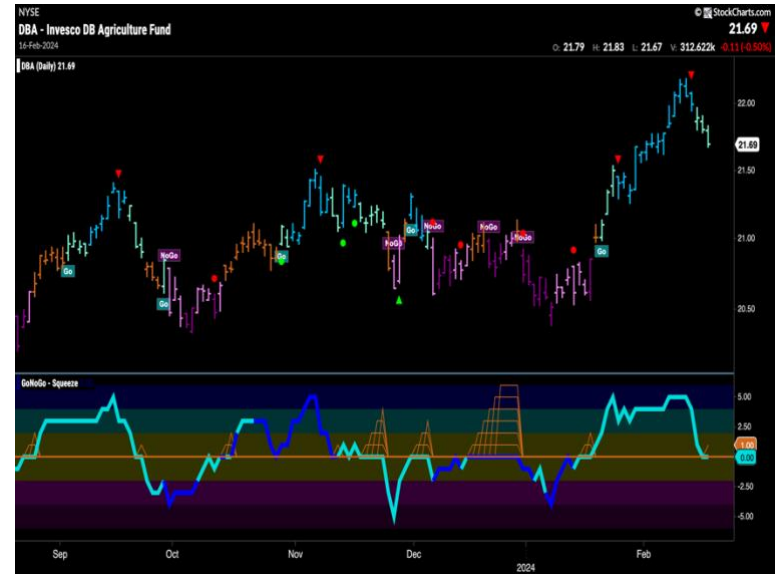 NYSE
© StockCharts.com
DBA - Invesco DB Agriculture Fund
21.69
16-Feb-2024
O: 21.79 H: 21.83 L: 21.67 V: 312.622k -0.11 (-0.50%)
DBA (Daily) 21.69
22.00
21.69
21.50
21.00
20.50
Go
NoGo
Go
Go
NoGo
Go
NoGo
NoGo
NoGo
Go
GoNoGo - Squeeze
5.00
2.50
1.00
0.00
-2.50
-5.00
Sep
Oct
Nov
Dec
2024
Feb